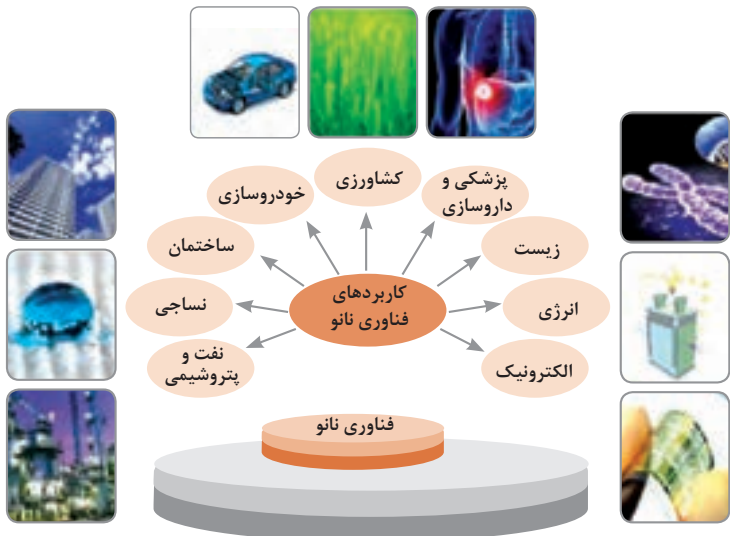 کشاورزی
پزشکی و
داروسازی
خودروسازی
زیست
ساختمان
کاربردهای
فناوری نانو
انرژی
نساجی
الکترونیک
نفت و
پتروشیمی
فناوری نانو